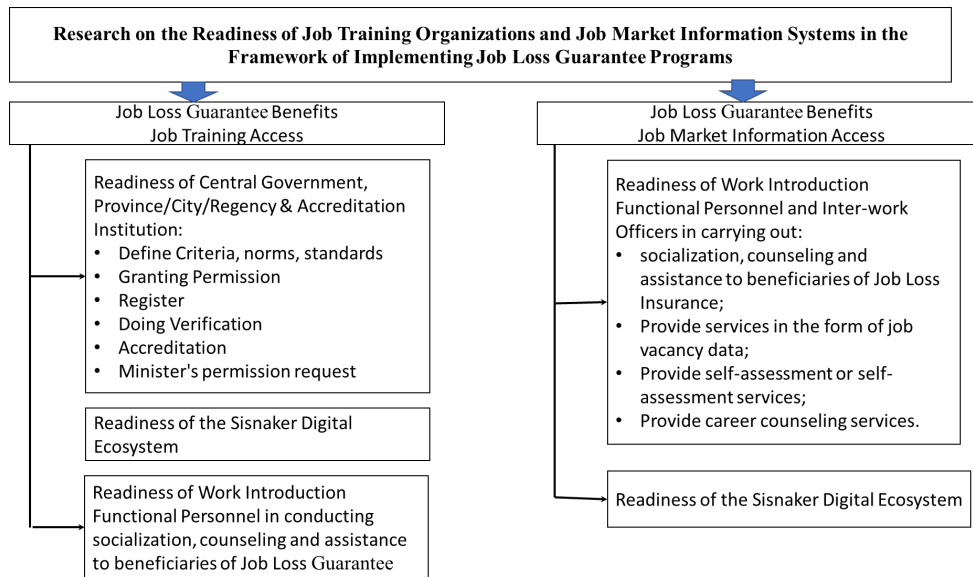 Research on the Readiness of Job Training Organizations and Job Market Information Systems in the
Framework of Implementing Job Loss Guarantee Programs
Job Loss Guarantee Benefits
Job Training Access
Readiness of Central Government,
Province/City/Regency & Accreditation
Institution:
• Define Criteria, norms, standards
• Granting Permission
• Register
• Doing Verification
• Accreditation
• Minister's permission request
Readiness of the Sisnaker Digital
Ecosystem
Readiness of Work Introduction
Functional Personnel in conducting
socialization, counseling and assistance
to beneficiaries of Job Loss Guarantee
Job Loss Guarantee Benefits
Job Market Information Access
Readiness of Work Introduction
Functional Personnel and Inter-work
Officers in carrying out:
• socialization, counseling and
assistance to beneficiaries of Job Loss
Insurance;
• Provide services in the form of job
vacancy data;
• Provide self-assessment or self-
assessment services;
• Provide career counseling services.
Readiness of the Sisnaker Digital Ecosystem